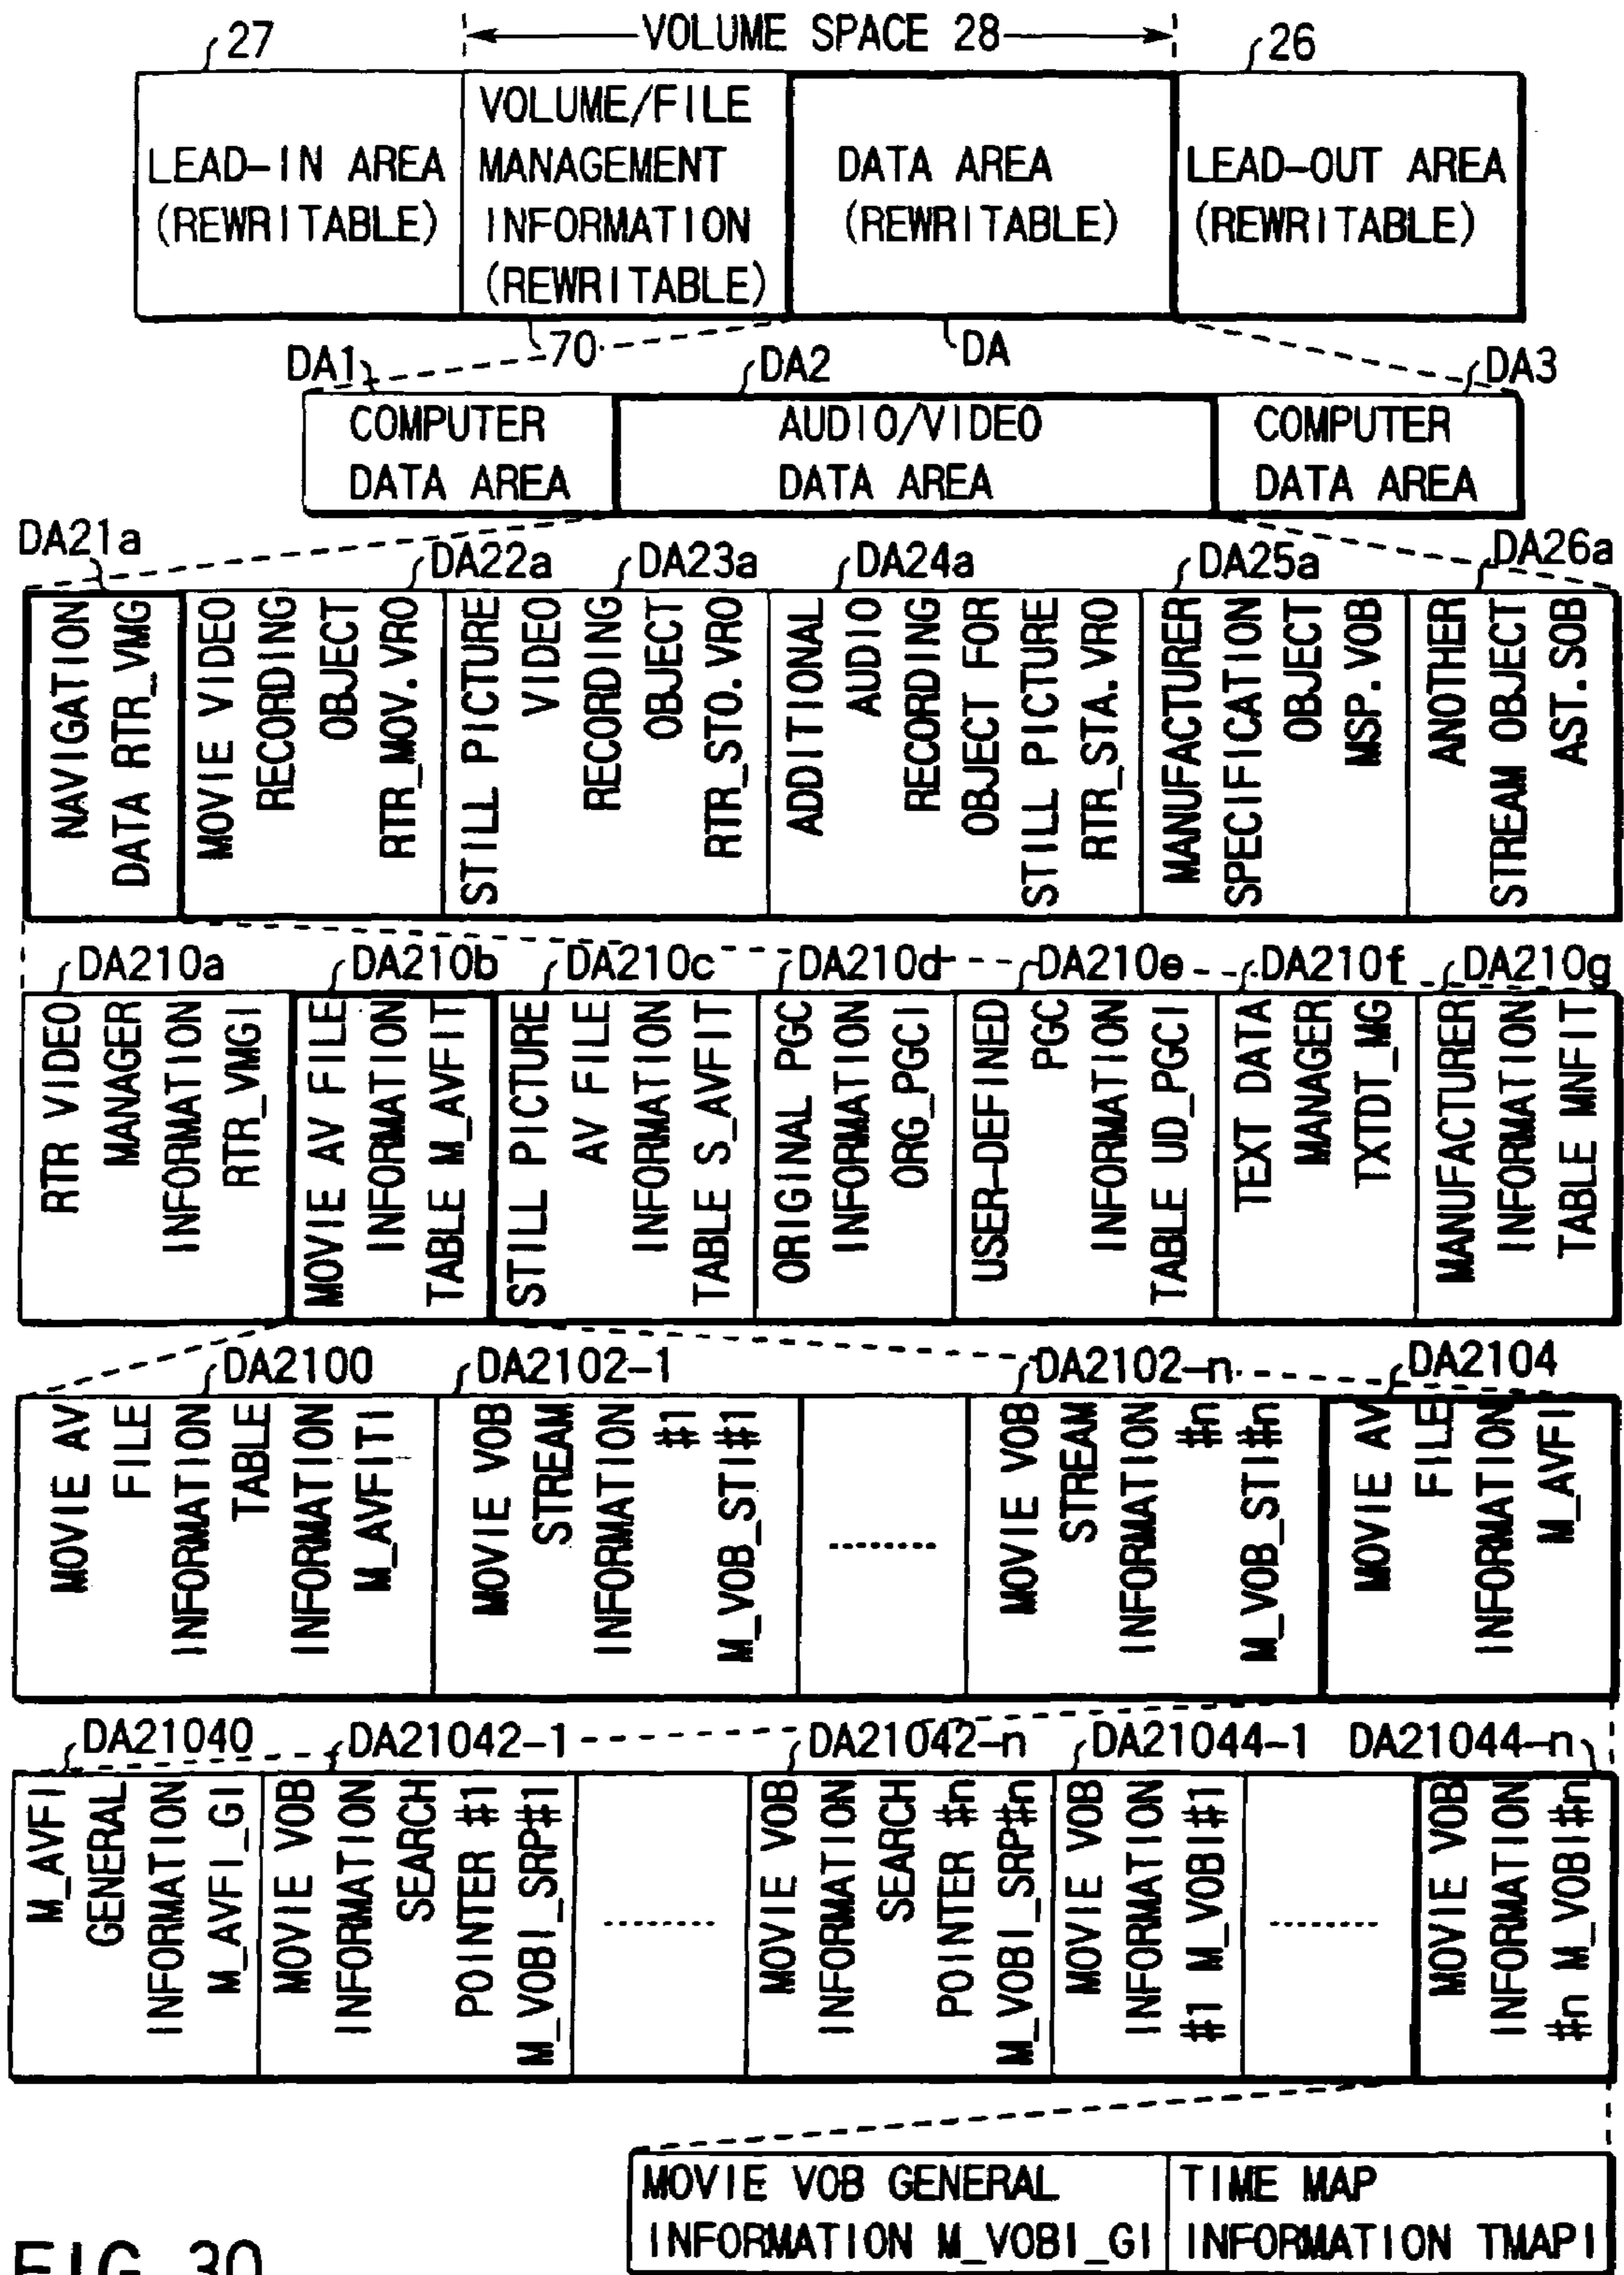 27
VOLUME SPACE 28
26
LEAD-IN AREA
(REWRITABLE)
VOLUME/FILE
MANAGEMENT
INFORMATION
(REWRITABLE)
DATA AREA
(REWRITABLE)
LEAD-OUT AREA
(REWRITABLE)
70
DA
DA1
DA2
DA3
COMPUTER
DATA AREA
AUDIO/VIDEO
DATA AREA
COMPUTER
DATA AREA
DA21a
DA22a
DA23a
DA24a
DA25a
DA26a
NAVIGATION
DATA RTR_VMG
MOVIE VIDEO
RECORDING
OBJECT
RTR_MOV.VRO
STILL PICTURE
VIDEO
RECORDING
OBJECT
RTR_STO.VRO
ADDITIONAL
AUDIO
RECORDING
OBJECT FOR
STILL PICTURE
RTR_STA.VRO
MANUFACTURER
SPECIFICATION
OBJECT
MSP.VOB
ANOTHER
STREAM OBJECT
AST.SOB
DA210a
DA210b
DA210c
DA210d
DA210e
DA210f
DA210g
RTR VIDEO
MANAGER
INFORMATION
RTR_VMGI
MOVIE AV FILE
INFORMATION
TABLE M_AVFIT
STILL PICTURE
AV FILE
INFORMATION
TABLE S_AVFIT
ORIGINAL PGC
INFORMATION
ORG_PGCI
USER-DEFINED
PGC
INFORMATION
TABLE UD_PGCI
TEXT DATA
MANAGER
TXTDT_MG
MANUFACTURER
INFORMATION
TABLE MNFIT
DA2100
DA2102-1
DA2102-n
DA2104
MOVIE AV
FILE
INFORMATION
TABLE
INFORMATION
M_AVFITI
MOVIE VOB
STREAM
INFORMATION
#1
M_VOB_STI#1
.........
MOVIE VOB
STREAM
INFORMATION
#n
M_VOB_STI#n
MOVIE AV
FILE
INFORMATION
M_AVFI
DA21040
DA21042-1
DA21042-n
DA21044-1
DA21044-n
M_AVFI
GENERAL
INFORMATION
M_AVFI_GI
MOVIE VOB
INFORMATION
SEARCH
POINTER #1
M_VOBI_SRP#1
.........
MOVIE VOB
INFORMATION
SEARCH
POINTER #n
M_VOBI_SRP#n
MOVIE VOB
INFORMATION
#1 M_VOBI#1
.........
MOVIE VOB
INFORMATION
#n M_VOBI#n
MOVIE VOB GENERAL
INFORMATION M_VOBI_GI
TIME MAP
INFORMATION TMAPI
FIG. 30